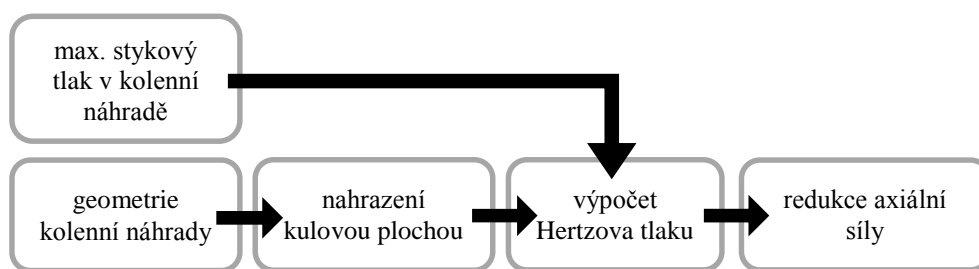 max. stykový
tlak v kolenní
náhradě
geometrie
kolenní náhrady
nahrazení
kulovou plochou
výpočet
Hertzova tlaku
redukce axiální
síly